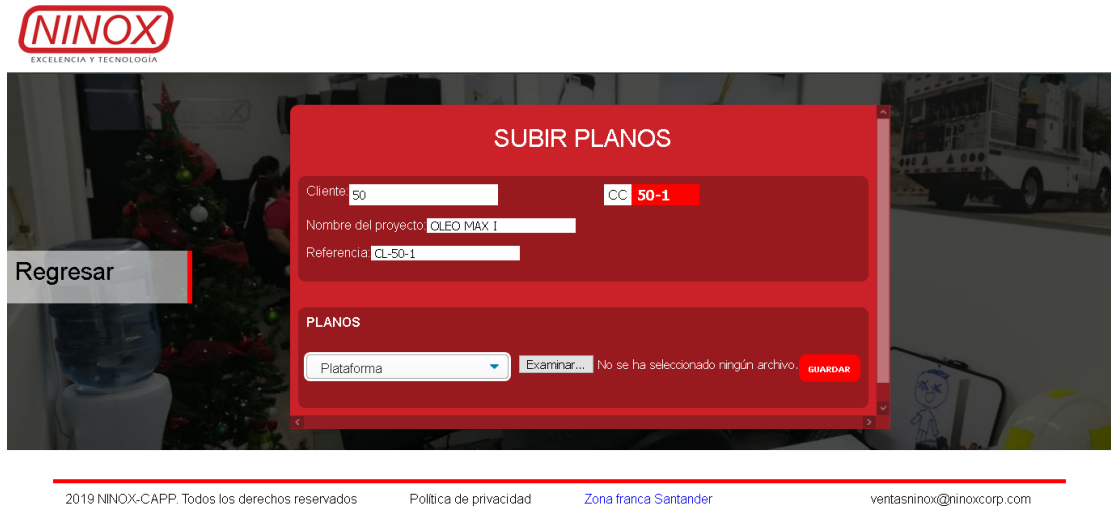 NINOX
EXCELENCIA Y TECNOLOGÍA
SUBIR PLANOS
Cliente: 50 CC 50-1
Nombre del proyecto: OLEO MAX I
Referencia: CL-50-1
Regresar
PLANOS
Plataforma Examinar... No se ha seleccionado ningún archivo. GUARDAR
2019 NINOX-CAPP. Todos los derechos reservados Política de privacidad Zona franca Santander ventasninox@ninoxcorp.com